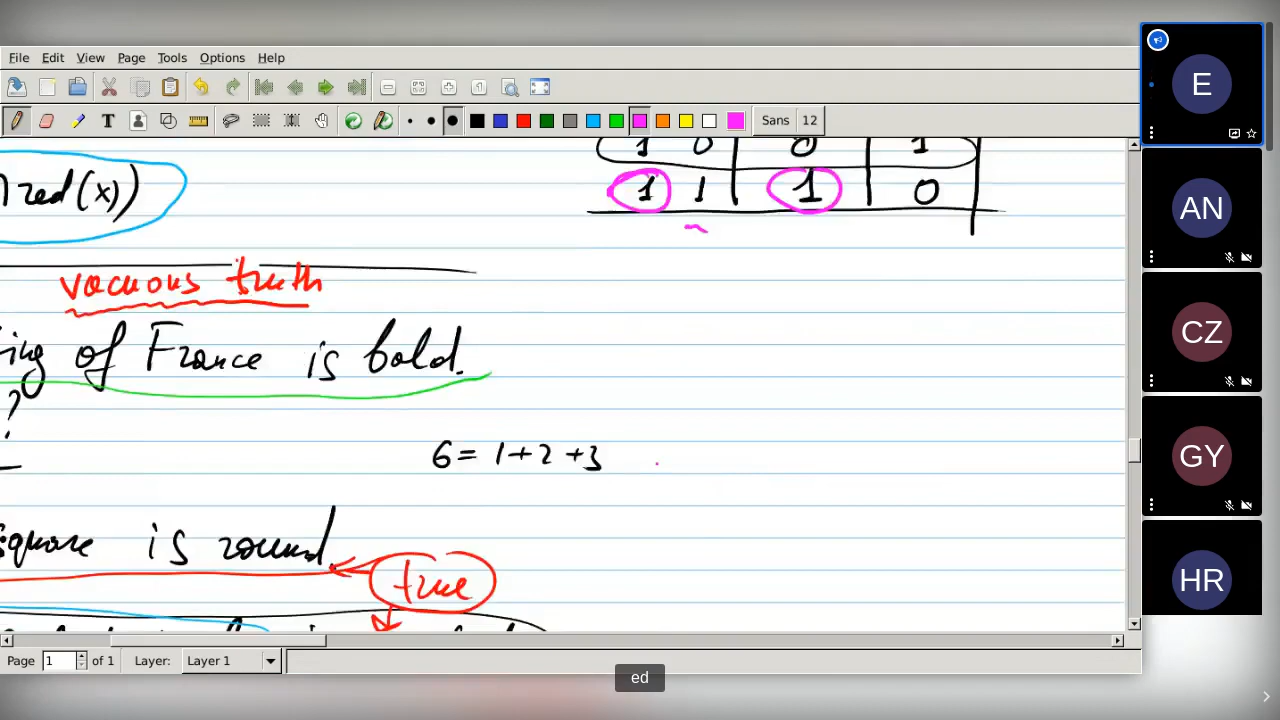 File Edit View Page Tools Options Help
Sans 12
1 0 0 1
red(x))
1 1 1 0
vacuous truth
ing of France is bald.
?
6 = 1+2+3
square is round.
true
Page 1 of 1 Layer: Layer 1
E
AN
CZ
GY
HR
ed